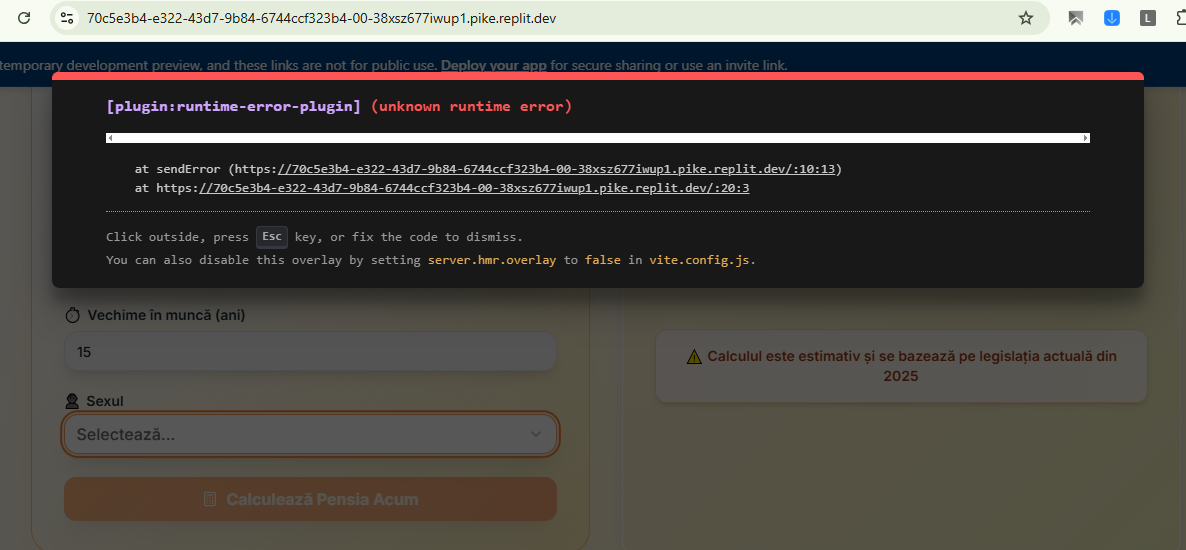 70c5e3b4-e322-43d7-9b84-6744ccf323b4-00-38xsz677iwup1.pike.replit.dev
L
temporary development preview, and these links are not for public use. Deploy your app for secure sharing or use an invite link.
[plugin:runtime-error-plugin] (unknown runtime error)
at sendError (https://70c5e3b4-e322-43d7-9b84-6744ccf323b4-00-38xsz677iwup1.pike.replit.dev/:10:13)
at https://70c5e3b4-e322-43d7-9b84-6744ccf323b4-00-38xsz677iwup1.pike.replit.dev/:20:3
Click outside, press Esc key, or fix the code to dismiss.
You can also disable this overlay by setting server.hmr.overlay to false in vite.config.js.
Vechime în muncă (ani)
15
Sexul
Selectează...
Calculează Pensia Acum
⚠️ Calculul este estimativ și se bazează pe legislația actuală din
2025